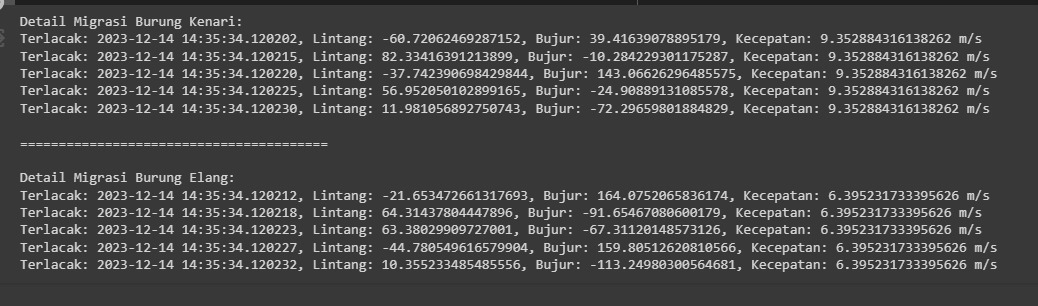 Detail Migrasi Burung Kenari:
Terlacak: 2023-12-14 14:35:34.120202, Lintang: -60.72062469287152, Bujur: 39.41639078895179, Kecepatan: 9.352884316138262 m/s
Terlacak: 2023-12-14 14:35:34.120215, Lintang: 82.33416391213899, Bujur: -10.284229301175287, Kecepatan: 9.352884316138262 m/s
Terlacak: 2023-12-14 14:35:34.120220, Lintang: -37.742390698429844, Bujur: 143.06626296485575, Kecepatan: 9.352884316138262 m/s
Terlacak: 2023-12-14 14:35:34.120225, Lintang: 56.952050102899165, Bujur: -24.90889131085578, Kecepatan: 9.352884316138262 m/s
Terlacak: 2023-12-14 14:35:34.120230, Lintang: 11.981056892750743, Bujur: -72.29659801884829, Kecepatan: 9.352884316138262 m/s
========================================
Detail Migrasi Burung Elang:
Terlacak: 2023-12-14 14:35:34.120212, Lintang: -21.653472661317693, Bujur: 164.0752065836174, Kecepatan: 6.395231733395626 m/s
Terlacak: 2023-12-14 14:35:34.120218, Lintang: 64.31437804447896, Bujur: -91.65467080600179, Kecepatan: 6.395231733395626 m/s
Terlacak: 2023-12-14 14:35:34.120223, Lintang: 63.38029909727001, Bujur: -67.31120148573126, Kecepatan: 6.395231733395626 m/s
Terlacak: 2023-12-14 14:35:34.120227, Lintang: -44.780549616579904, Bujur: 159.80512620810566, Kecepatan: 6.395231733395626 m/s
Terlacak: 2023-12-14 14:35:34.120232, Lintang: 10.355233485485556, Bujur: -113.24980300564681, Kecepatan: 6.395231733395626 m/s